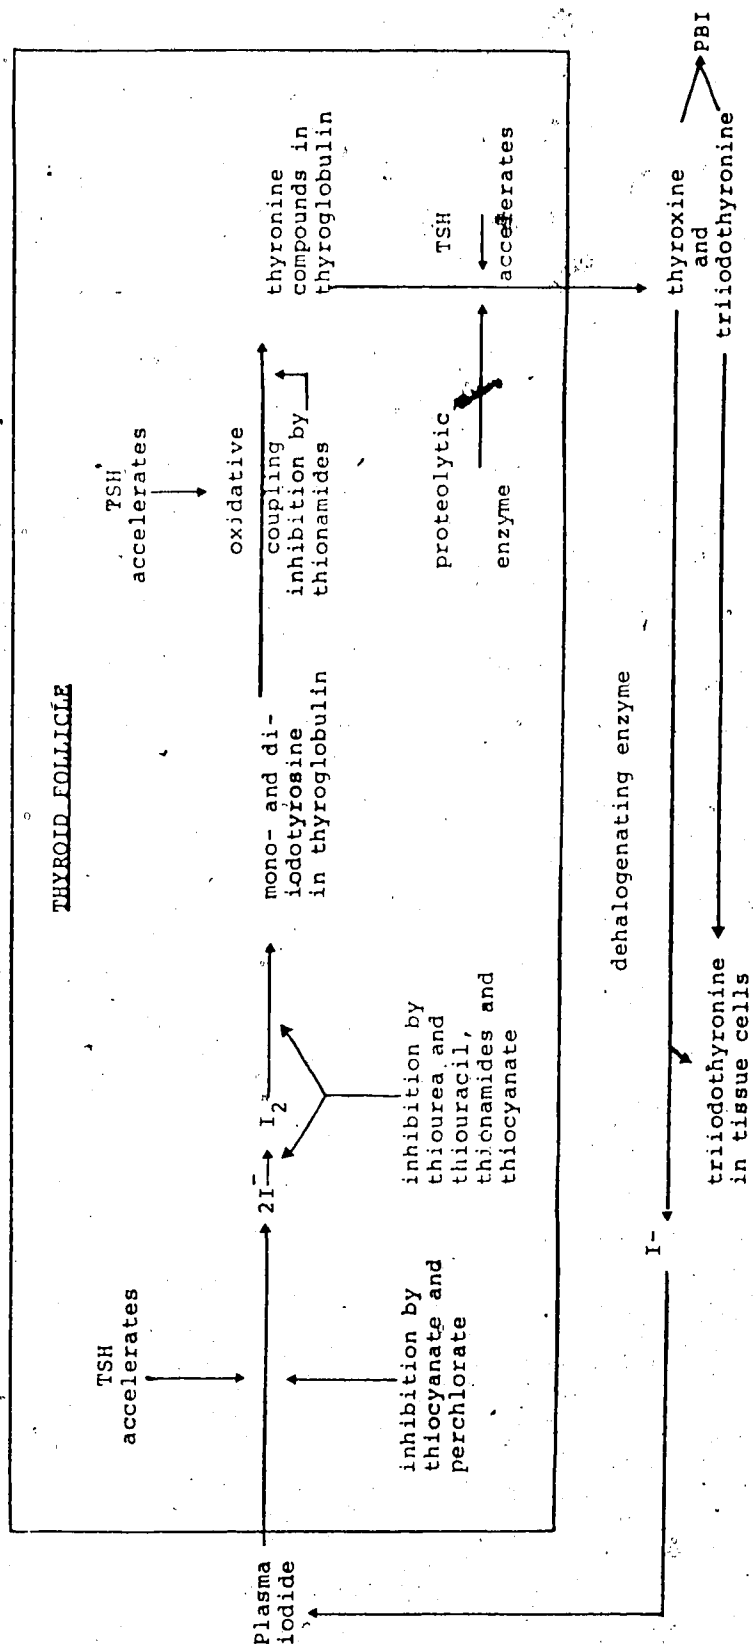 THYROID FOLLICLE
TSH
accelerates
TSH
accelerates
Plasma
iodide
2I⁻
I2
mono- and di-
iodotyrosine
in thyroglobulin
oxidative
coupling
inhibition by
thionamides
thyronine
compounds in
thyroglobulin
inhibition by
thiocyanate and
perchlorate
inhibition by
thiourea and
thiouracil,
thionamides and
thiocyanate
proteolytic
enzyme
TSH
accelerates
dehalogenating enzyme
I-
triiodothyronine
in tissue cells
thyroxine
and
triiodothyronine
PBI